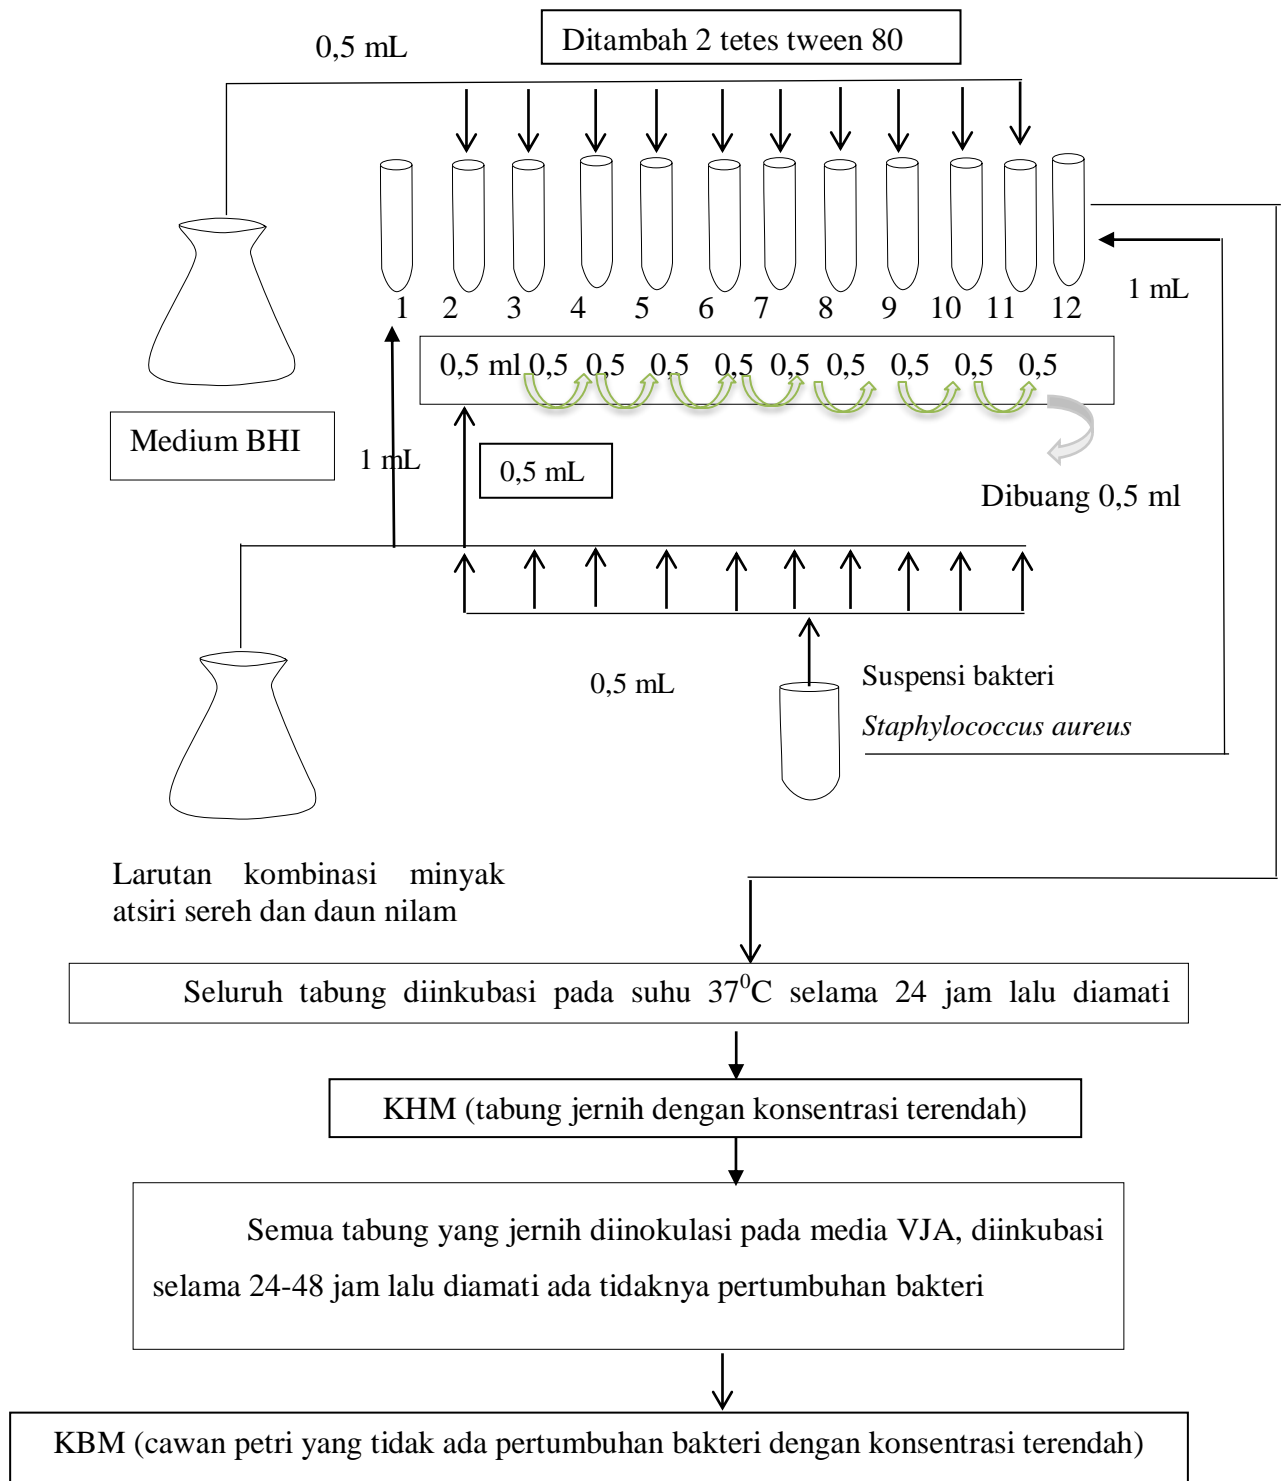 0,5 mL
Ditambah 2 tetes tween 80
1 2 3 4 5 6 7 8 9 10 11 12
1 mL
0,5 ml 0,5 0,5 0,5 0,5 0,5 0,5 0,5 0,5 0,5
Medium BHI
1 mL
0,5 mL
Dibuang 0,5 ml
0,5 mL
Suspensi bakteri
Staphylococcus aureus
Larutan kombinasi minyak
atsiri sereh dan daun nilam
Seluruh tabung diinkubasi pada suhu 37⁰C selama 24 jam lalu diamati
KHM (tabung jernih dengan konsentrasi terendah)
Semua tabung yang jernih diinokulasi pada media VJA, diinkubasi
selama 24-48 jam lalu diamati ada tidaknya pertumbuhan bakteri
KBM (cawan petri yang tidak ada pertumbuhan bakteri dengan konsentrasi terendah)